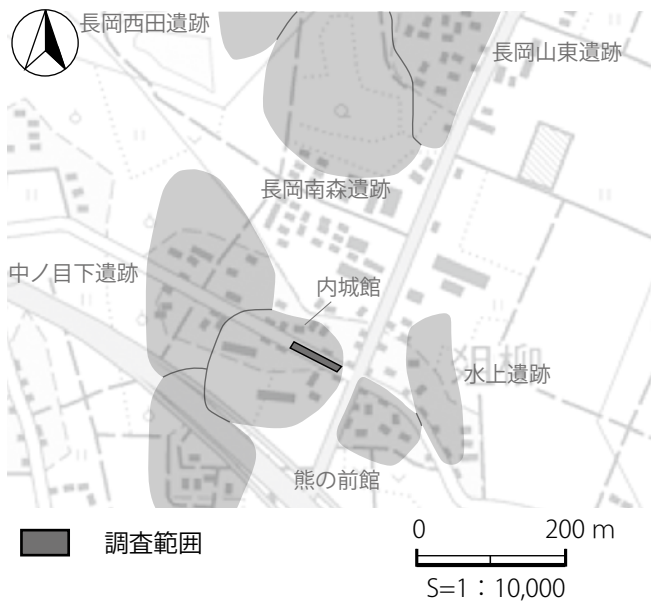 長岡西田遺跡
長岡山東遺跡
長岡南森遺跡
中ノ目下遺跡
内城館
狙柳
水上遺跡
熊の前館
調査範囲
0 200 m
S=1：10,000